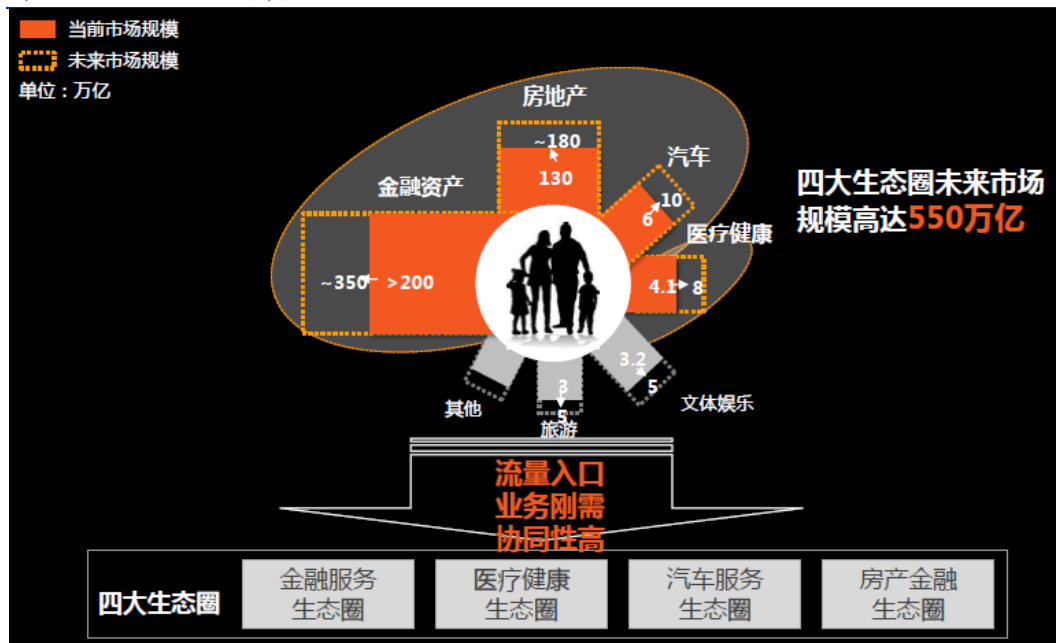 当前市场规模
未来市场规模
单位：万亿
房地产
~180
130
汽车
10
6
金融资产
~350
>200
医疗健康
4.1
8
四大生态圈未来市场
规模高达550万亿
3.2
5
文体娱乐
3
5
旅游
其他
流量入口
业务刚需
协同性高
四大生态圈
金融服务
生态圈
医疗健康
生态圈
汽车服务
生态圈
房产金融
生态圈